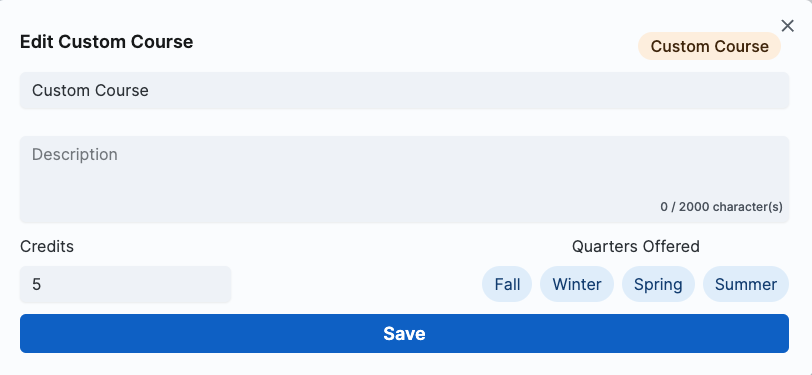 Edit Custom Course
Custom Course
Custom Course
Description
0 / 2000 character(s)
Credits
Quarters Offered
5
Fall Winter Spring Summer
Save